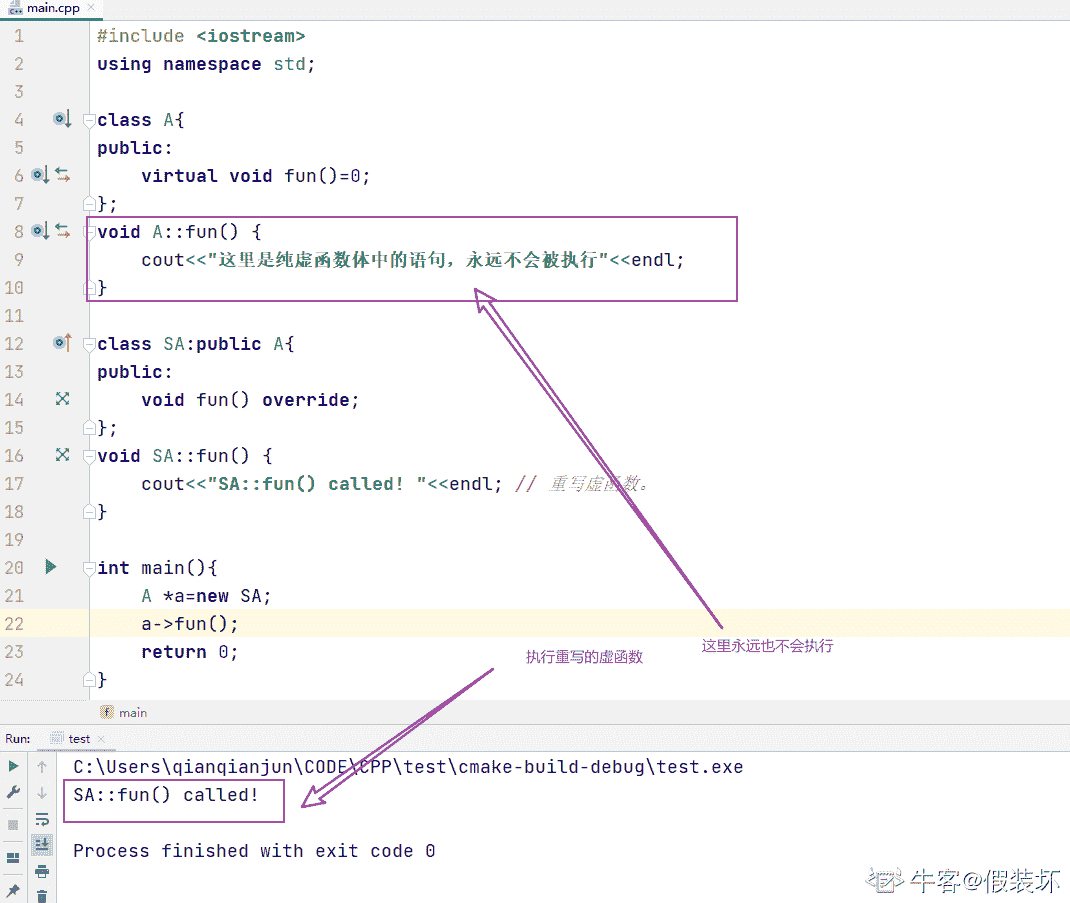 main.cpp
1 #include <iostream>
2 using namespace std;
3
4 class A{
5 public:
6 virtual void fun()=0;
7 };
8 void A::fun() {
9 cout<<"这里是纯虚函数体中的语句，永远不会被执行"<<endl;
10 }
11
12 class SA:public A{
13 public:
14 void fun() override;
15 };
16 void SA::fun() {
17 cout<<"SA::fun() called! "<<endl; // 重写虚函数。
18 }
19
20 int main(){
21 A *a=new SA;
22 a->fun();
23 return 0;
24 }
这里永远也不会执行
执行重写的虚函数
f main
Run: test
C:\Users\qianqianjun\CODE\CPP\test\cmake-build-debug\test.exe
SA::fun() called!
Process finished with exit code 0
牛客@假装坏